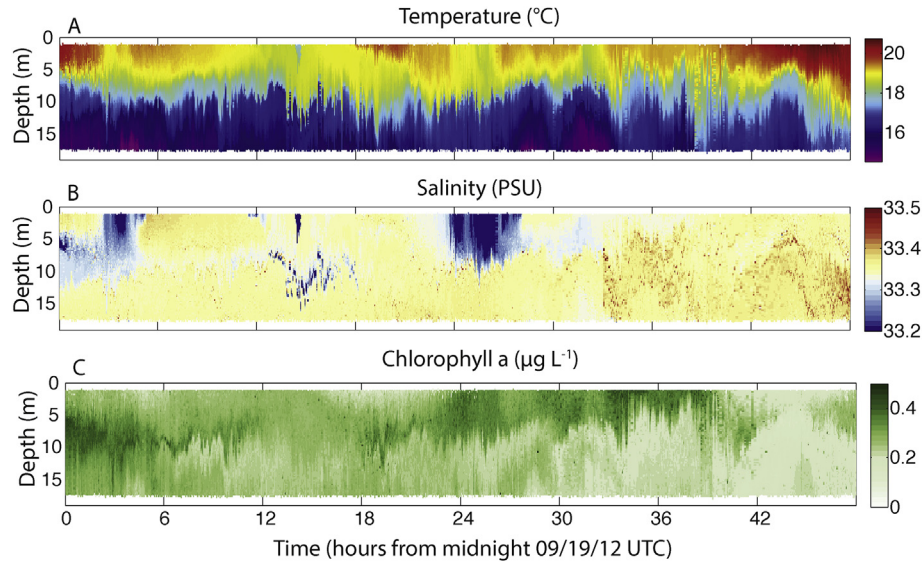 A Temperature (°C)
0
5
10
15
Depth (m)
20
18
16
B Salinity (PSU)
0
5
10
15
Depth (m)
33.5
33.4
33.3
33.2
C Chlorophyll a (µg L-1)
0
5
10
15
Depth (m)
0.4
0.2
0
0 6 12 18 24 30 36 42
Time (hours from midnight 09/19/12 UTC)